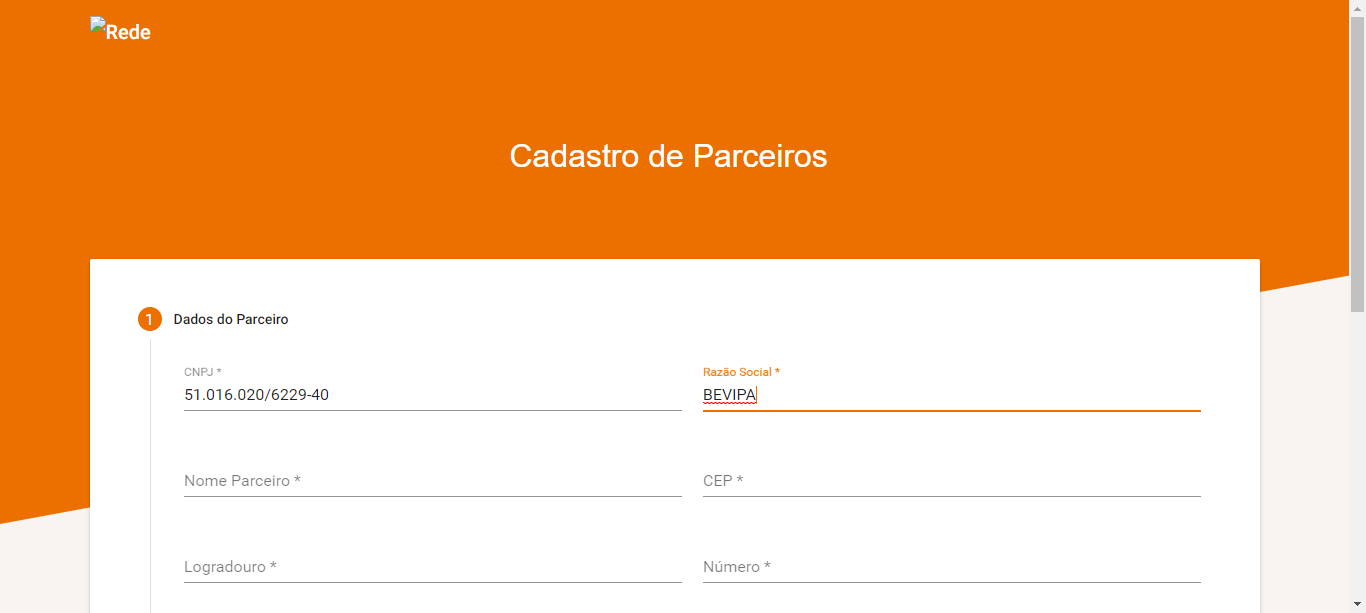 Rede
Cadastro de Parceiros
1 Dados do Parceiro
CNPJ * Razão Social *
51.016.020/6229-40 BEVIPA
Nome Parceiro * CEP *
Logradouro * Número *